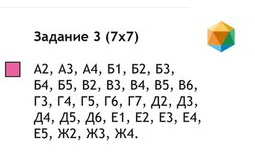 Задание 3 (7х7)
А2, А3, А4, Б1, Б2, Б3,
Б4, Б5, В2, В3, В4, В5, В6,
Г3, Г4, Г5, Г6, Г7, Д2, Д3,
Д4, Д5, Д6, Е1, Е2, Е3, Е4,
Е5, Ж2, Ж3, Ж4.